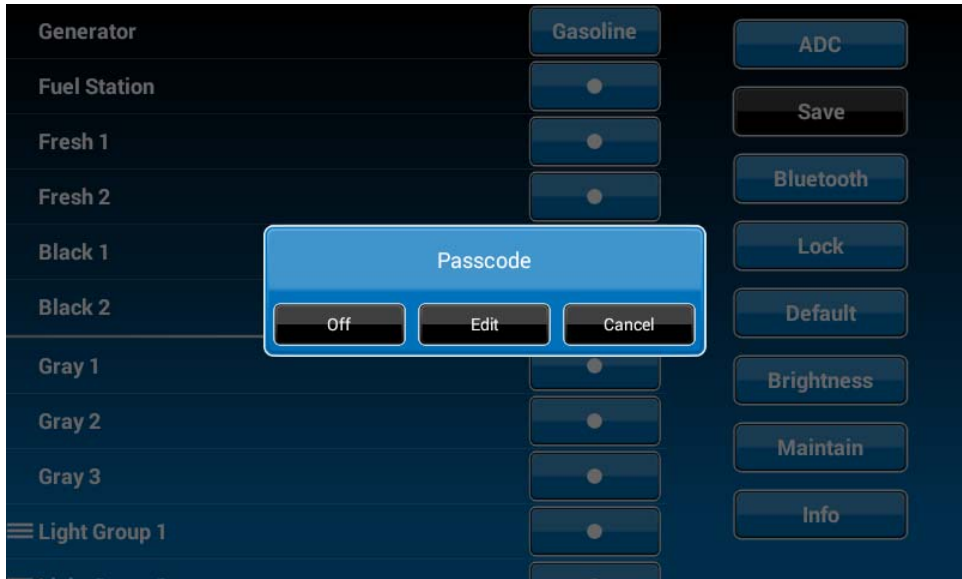 Generator
Gasoline
Fuel Station
Fresh 1
Fresh 2
Black 1
Black 2
Gray 1
Gray 2
Gray 3
Light Group 1
ADC
Save
Bluetooth
Lock
Default
Brightness
Maintain
Info
Passcode
Off
Edit
Cancel